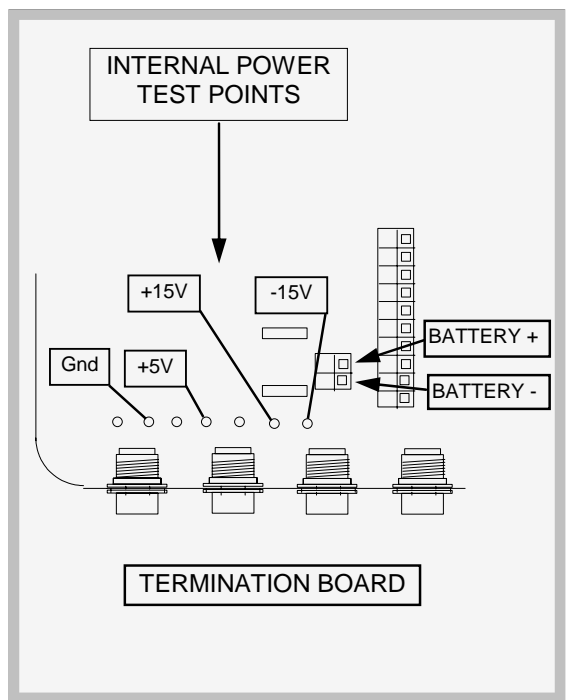 INTERNAL POWER
TEST POINTS
+15V
-15V
BATTERY +
Gnd
+5V
BATTERY -
TERMINATION BOARD